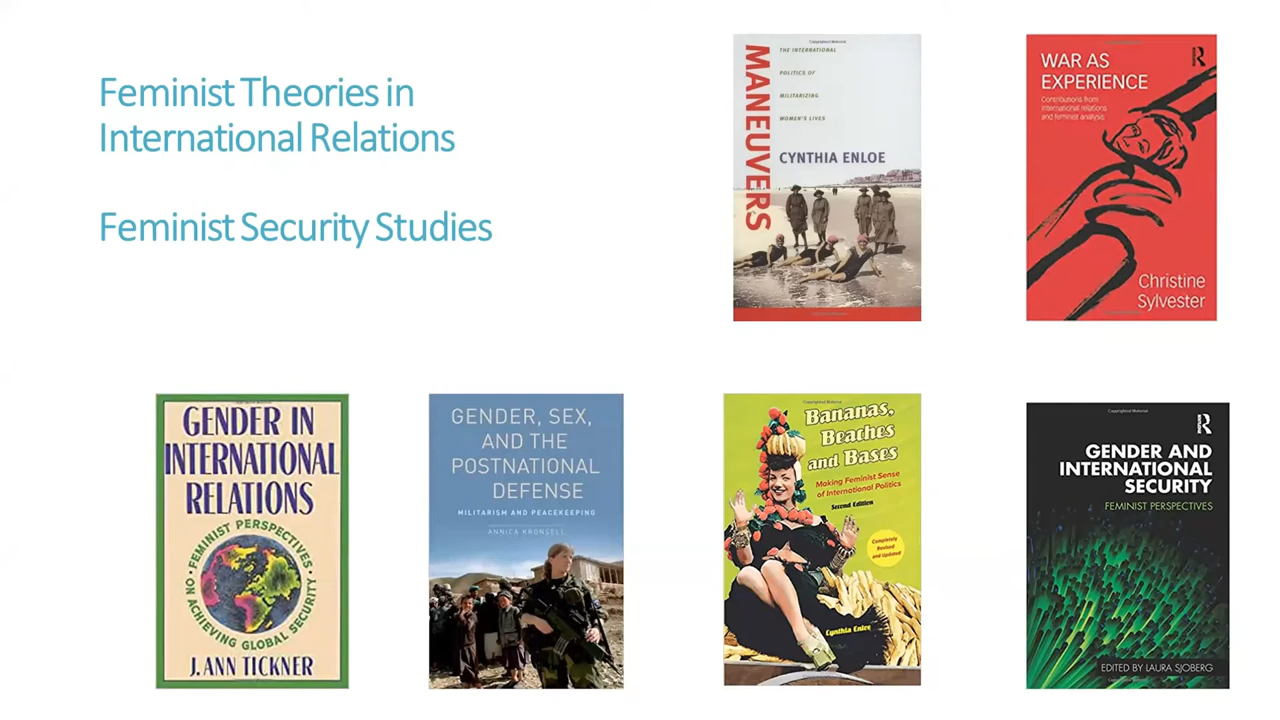 Feminist Theories in
International Relations
Feminist Security Studies
MANEUVERS
THE INTERNATIONAL
POLITICS OF
MILITARIZING
WOMEN'S LIVES
CYNTHIA ENLOE
WAR AS
EXPERIENCE
Contributions from
international relations
and feminist analysis
Christine
Sylvester
GENDER IN
INTERNATIONAL
RELATIONS
FEMINIST PERSPECTIVES
ON ACHIEVING GLOBAL SECURITY
J. ANN TICKNER
GENDER, SEX,
AND THE
POSTNATIONAL
DEFENSE
MILITARISM AND PEACEKEEPING
ANNICA KRONSELL
Bananas,
Beaches
and Bases
Making Feminist Sense
of International Politics
Second Edition
Completely
Revised
and Updated
Cynthia Enloe
R
GENDER AND
INTERNATIONAL
SECURITY
FEMINIST PERSPECTIVES
EDITED BY LAURA SJOBERG